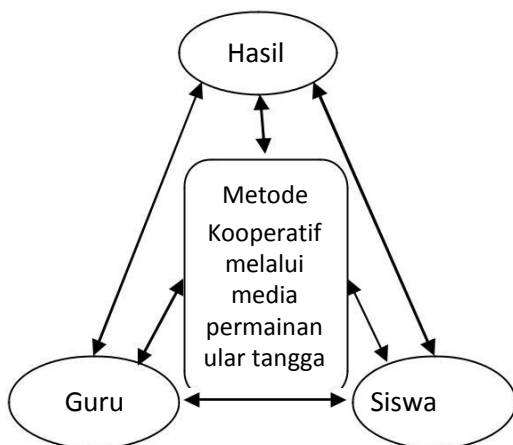 Hasil
Metode
Kooperatif
melalui
media
permainan
ular tangga
Guru
Siswa